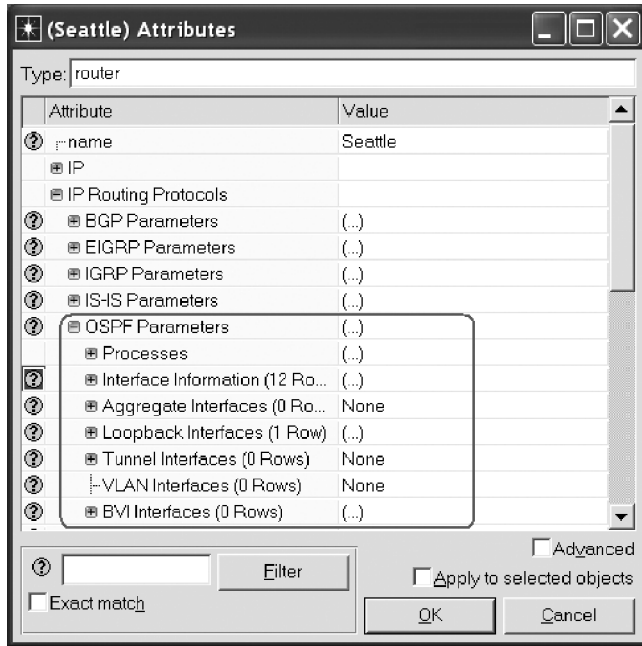 (Seattle) Attributes
Type: router
Attribute Value
name Seattle
IP
IP Routing Protocols
BGP Parameters (...)
EIGRP Parameters (...)
IGRP Parameters (...)
IS-IS Parameters (...)
OSPF Parameters (...)
Processes (...)
Interface Information (12 Ro... (...)
Aggregate Interfaces (0 Ro... None
Loopback Interfaces (1 Row) (...)
Tunnel Interfaces (0 Rows) None
VLAN Interfaces (0 Rows) None
BVI Interfaces (0 Rows) (...)
Advanced
Filter
Apply to selected objects
Exact match
OK Cancel